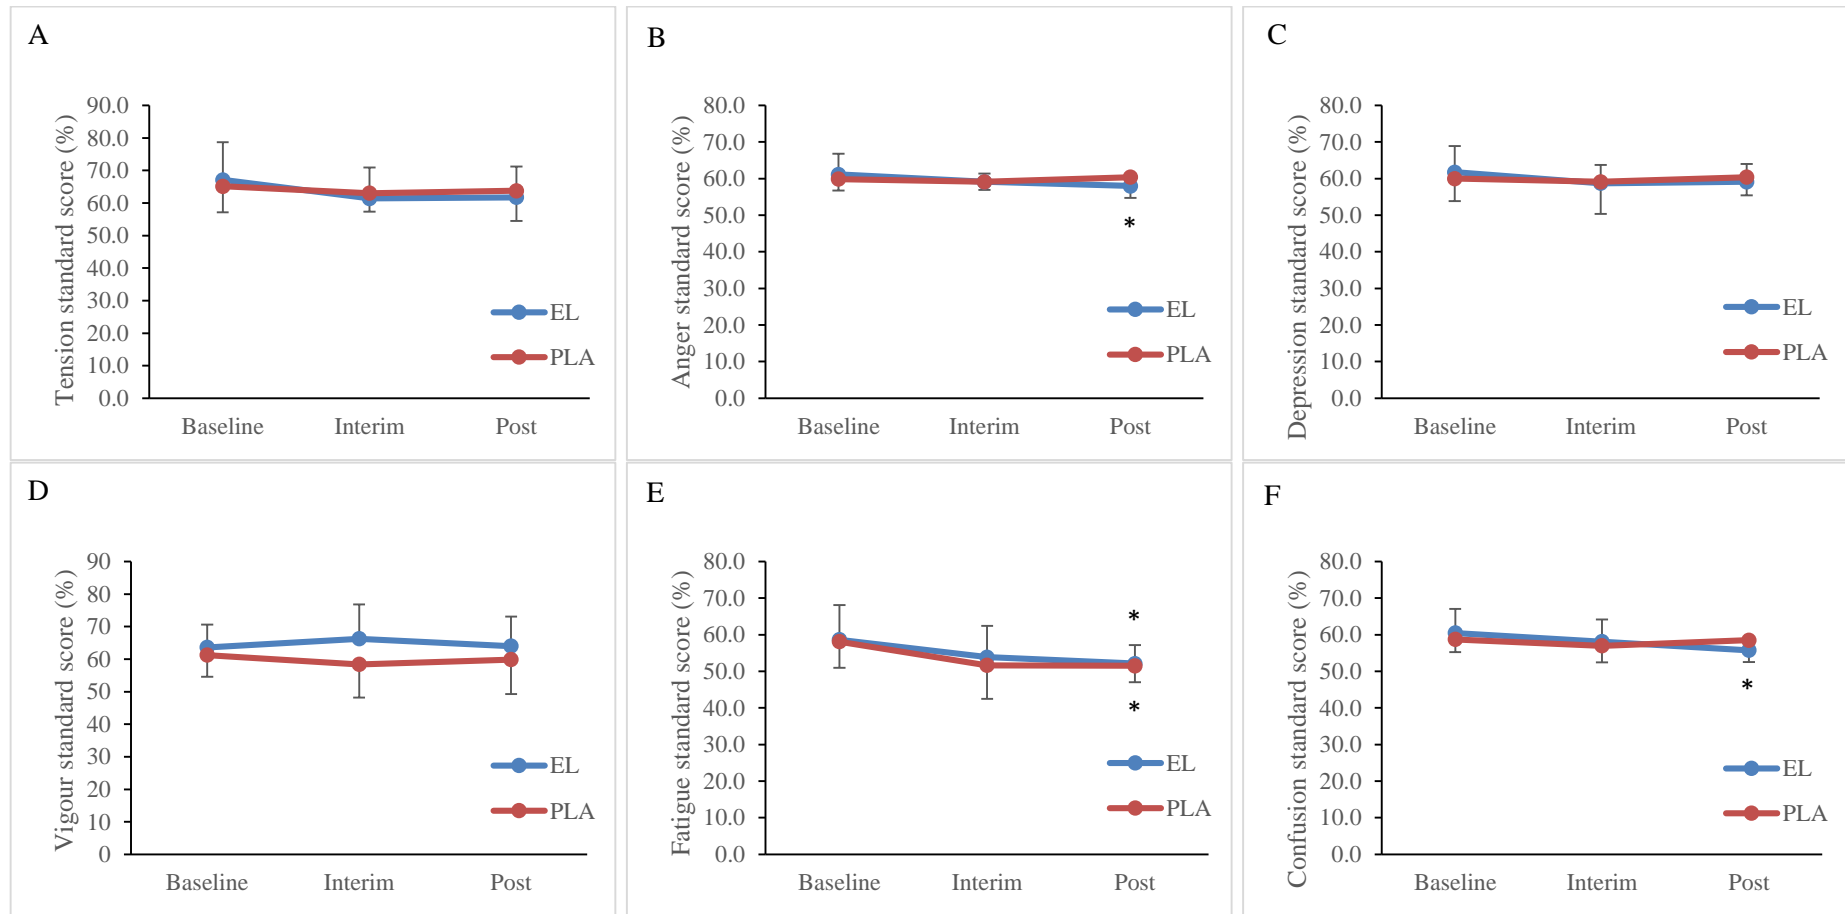 A
Tension standard score (%)
90.0
80.0
70.0
60.0
50.0
40.0
30.0
20.0
10.0
0.0
EL
PLA
Baseline Interim Post
B
Anger standard score (%)
80.0
70.0
60.0
50.0
40.0
30.0
20.0
10.0
0.0
*
EL
PLA
Baseline Interim Post
C
Depression standard score (%)
80.0
70.0
60.0
50.0
40.0
30.0
20.0
10.0
0.0
EL
PLA
Baseline Interim Post
D
Vigour standard score (%)
90
80
70
60
50
40
30
20
10
0
EL
PLA
Baseline Interim Post
E
Fatigue standard score (%)
80.0
70.0
60.0
50.0
40.0
30.0
20.0
10.0
0.0
*
*
EL
PLA
Baseline Interim Post
F
Confusion standard score (%)
80.0
70.0
60.0
50.0
40.0
30.0
20.0
10.0
0.0
*
EL
PLA
Baseline Interim Post